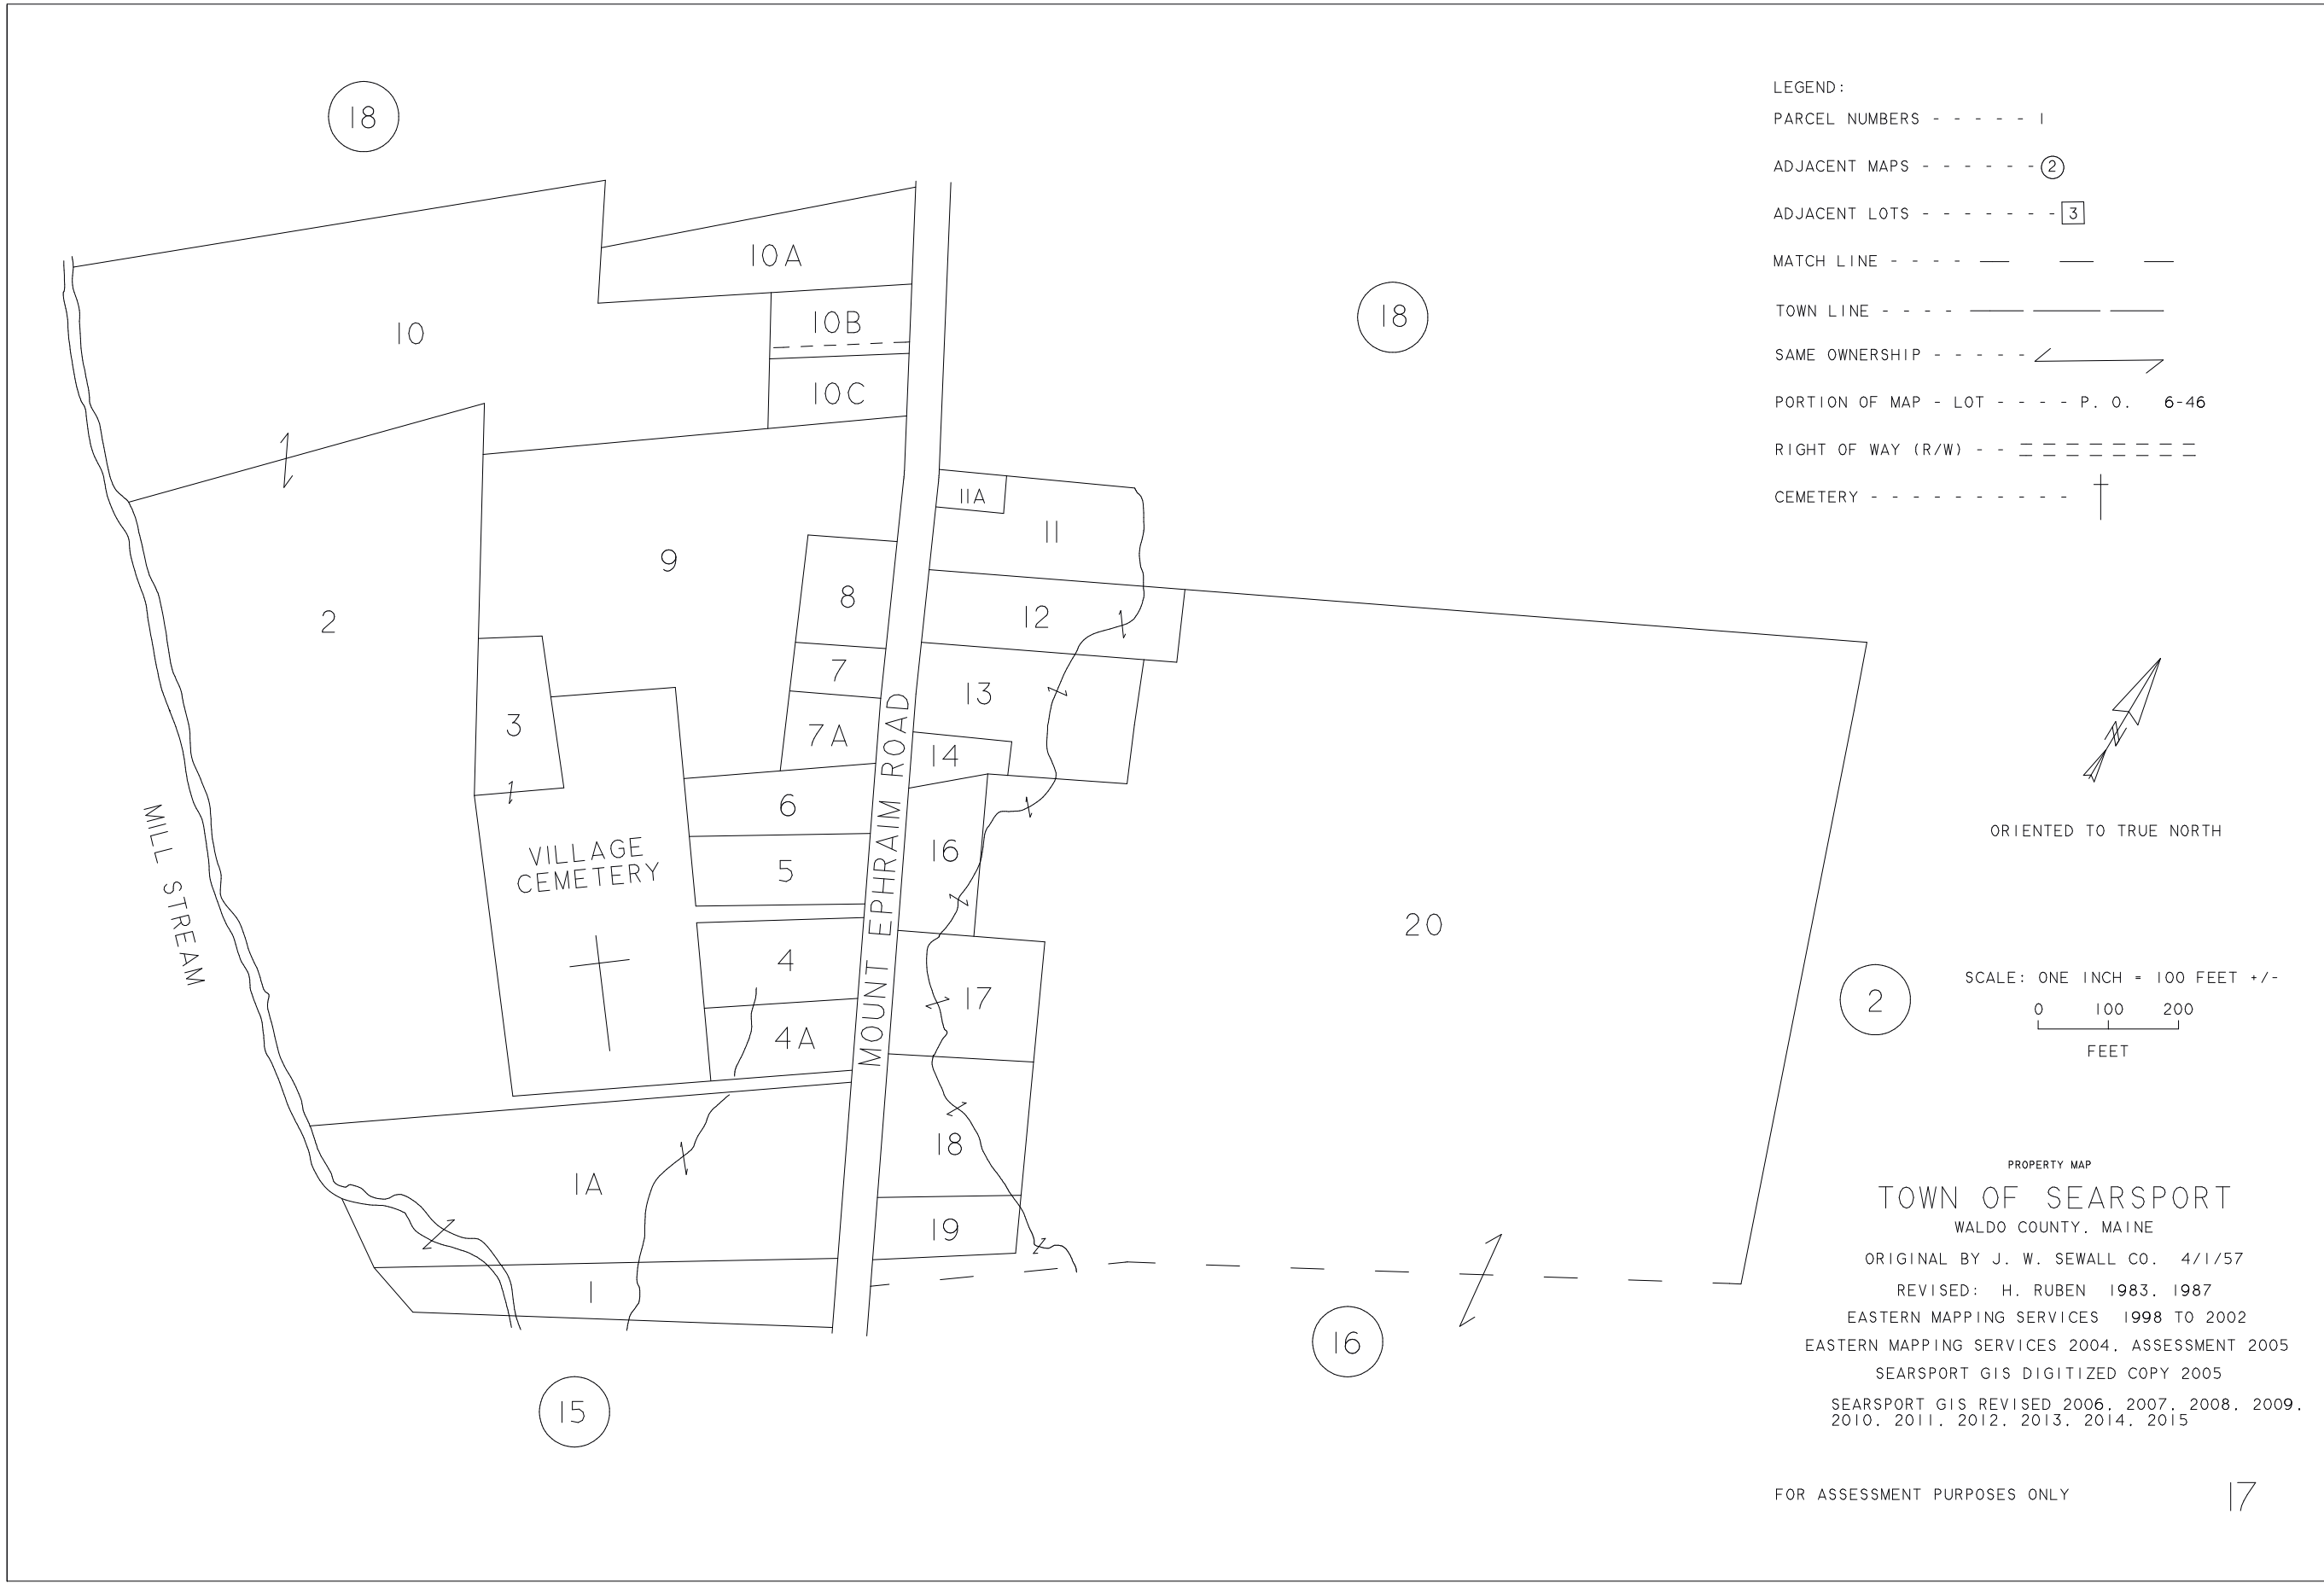 18
LEGEND:
PARCEL NUMBERS - - - - - 1
ADJACENT MAPS - - - - - - 2
ADJACENT LOTS - - - - - - - 3
MATCH LINE - - - -
TOWN LINE - - - -
SAME OWNERSHIP - - - - -
PORTION OF MAP - LOT - - - - P. O. 6-46
RIGHT OF WAY (R/W) - -
CEMETERY - - - - - - - - - -
10A
18
10B
10
10C
11A
11
9
8
12
2
7
13
3
7A
14
6
16
5
VILLAGE
CEMETERY
MILL STREAM
MOUNT EPHRAIM ROAD
20
4
17
4A
18
1A
19
1
2
16
15
ORIENTED TO TRUE NORTH
N
SCALE: ONE INCH = 100 FEET +/-
0 100 200
FEET
PROPERTY MAP
TOWN OF SEARSPORT
WALDO COUNTY, MAINE
ORIGINAL BY J. W. SEWALL CO. 4/1/57
REVISED: H. RUBEN 1983, 1987
EASTERN MAPPING SERVICES 1998 TO 2002
EASTERN MAPPING SERVICES 2004, ASSESSMENT 2005
SEARSPORT GIS DIGITIZED COPY 2005
SEARSPORT GIS REVISED 2006, 2007, 2008, 2009,
2010, 2011, 2012, 2013, 2014, 2015
FOR ASSESSMENT PURPOSES ONLY
17